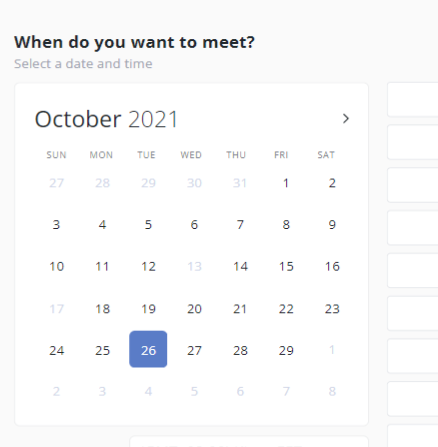 When do you want to meet?
Select a date and time
October 2021
SUN MON TUE WED THU FRI SAT
27 28 29 30 31 1 2
3 4 5 6 7 8 9
10 11 12 13 14 15 16
17 18 19 20 21 22 23
24 25 26 27 28 29 1
2 3 4 5 6 7 8